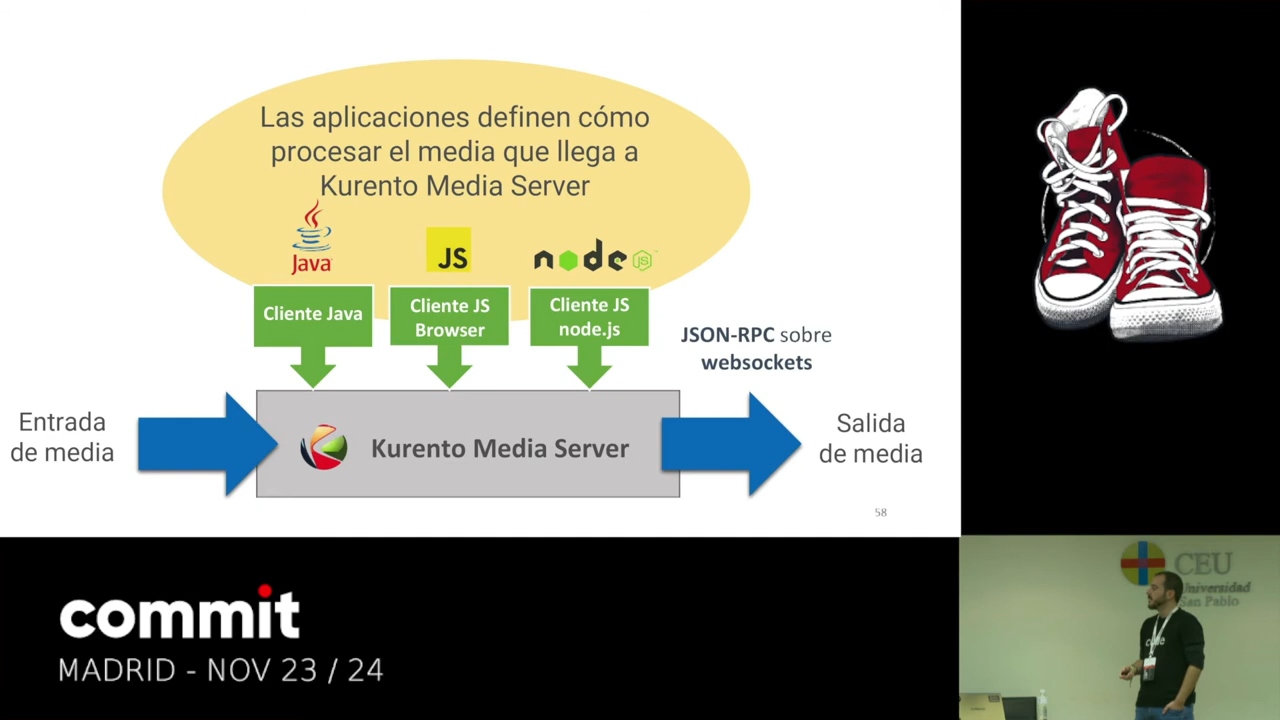 Las aplicaciones definen cómo
procesar el media que llega a
Kurento Media Server
Java
JS
node
JS
Cliente Java
Cliente JS
Browser
Cliente JS
node.js
JSON-RPC sobre
websockets
Entrada
de media
Kurento Media Server
Salida
de media
58
commit
MADRID - NOV 23 / 24
CEU
Universidad
San Pablo